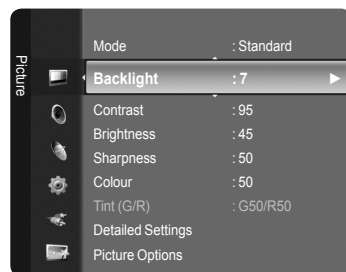 Picture
Mode : Standard
Backlight : 7
Contrast : 95
Brightness : 45
Sharpness : 50
Colour : 50
Tint (G/R) : G50/R50
Detailed Settings
Picture Options